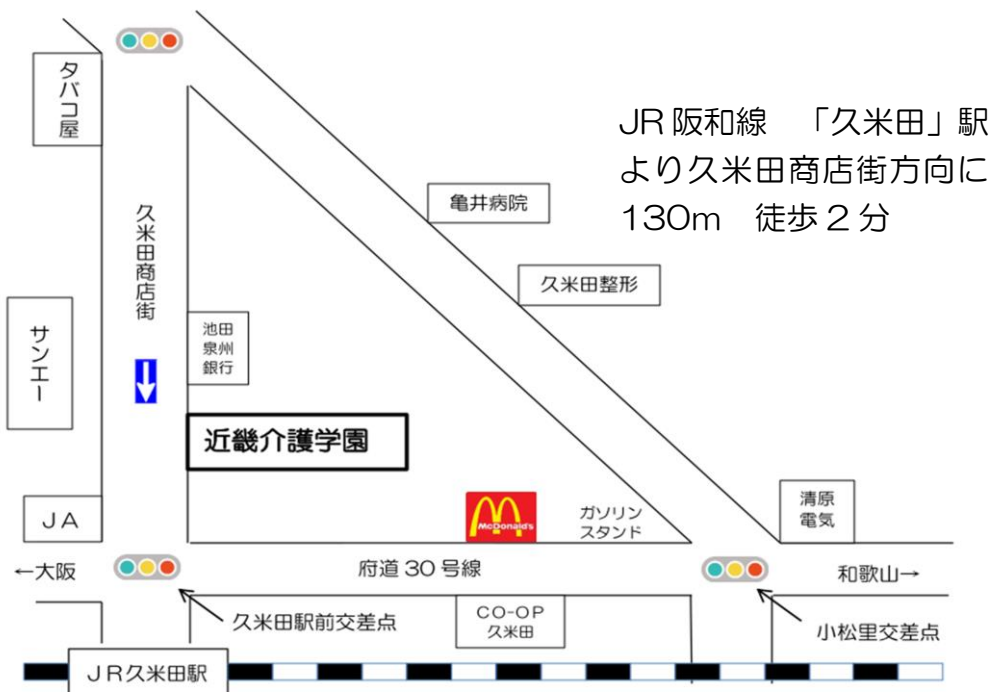 タバコ屋
JR阪和線 「久米田」駅
より久米田商店街方向に
130m 徒歩2分
亀井病院
久米田商店街
久米田整形
サンエー
池田
泉州
銀行
近畿介護学園
JA
McDonald's
ガソリン
スタンド
清原
電気
←大阪
府道30号線
和歌山→
久米田駅前交差点
CO-OP
久米田
小松里交差点
JR久米田駅